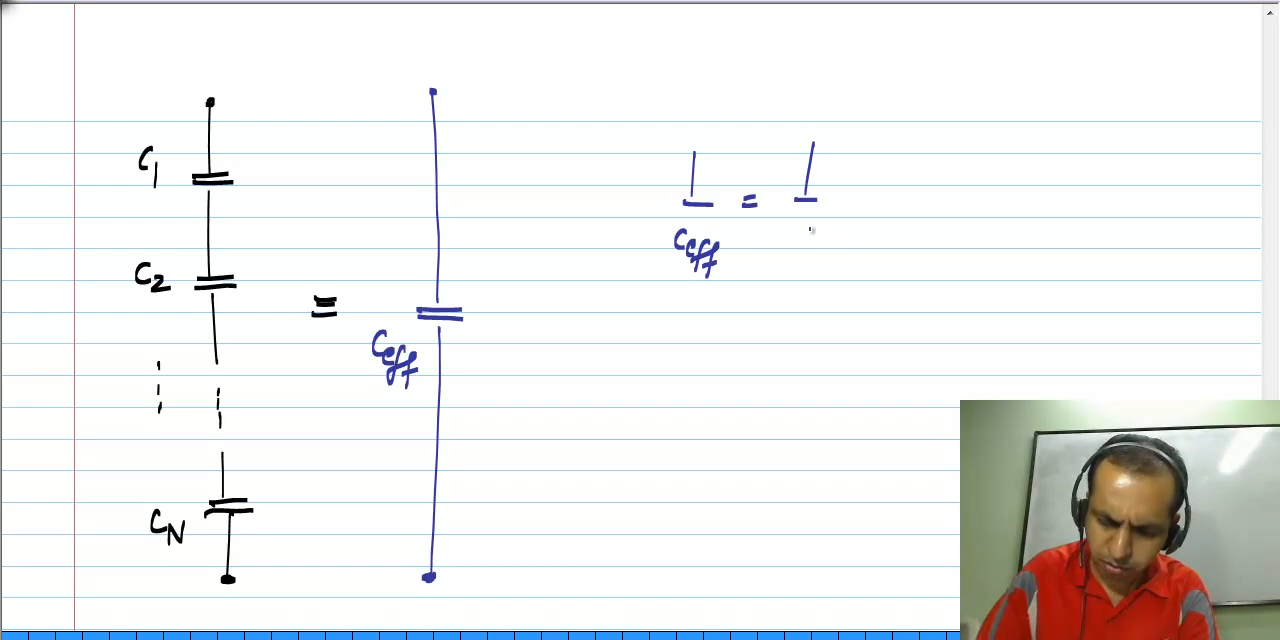 C1
C2
CN
=
Ceff
1/Ceff = 1/